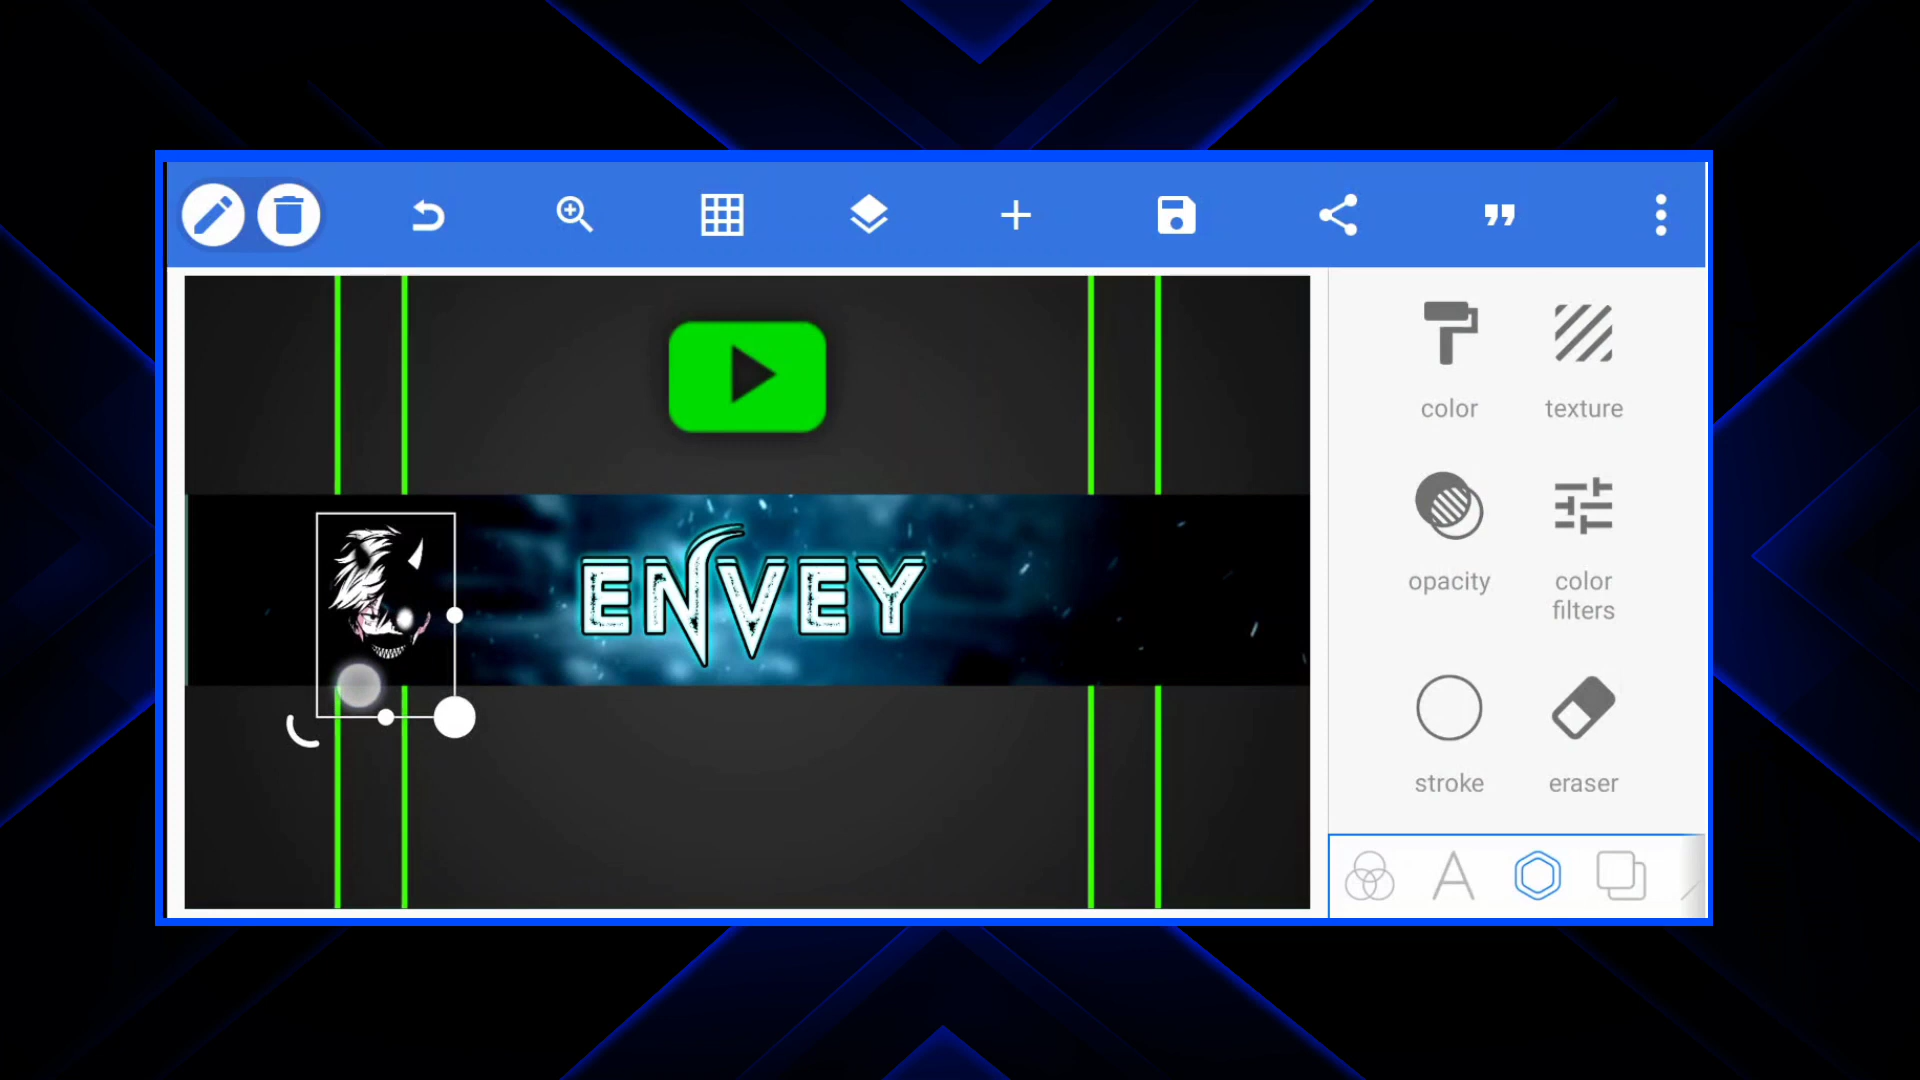 color texture
ENVEY
opacity color
filters
stroke eraser